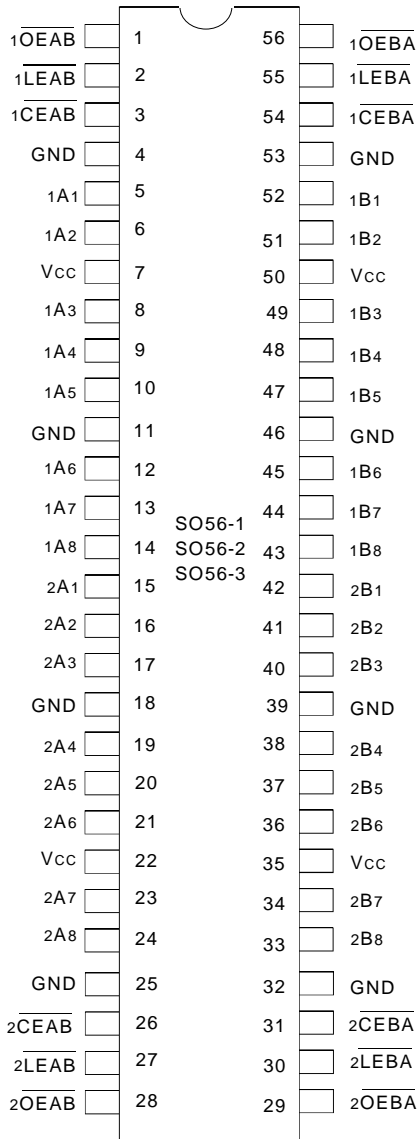 1OEAB 1 56 1OEBA
1LEAB 2 55 1LEBA
1CEAB 3 54 1CEBA
GND 4 53 GND
1A1 5 52 1B1
1A2 6 51 1B2
VCC 7 50 VCC
1A3 8 49 1B3
1A4 9 48 1B4
1A5 10 47 1B5
GND 11 46 GND
1A6 12 45 1B6
1A7 13 44 1B7
SO56-1
1A8 14 SO56-2 43 1B8
SO56-3
2A1 15 42 2B1
2A2 16 41 2B2
2A3 17 40 2B3
GND 18 39 GND
2A4 19 38 2B4
2A5 20 37 2B5
2A6 21 36 2B6
VCC 22 35 VCC
2A7 23 34 2B7
2A8 24 33 2B8
GND 25 32 GND
2CEAB 26 31 2CEBA
2LEAB 27 30 2LEBA
2OEAB 28 29 2OEBA